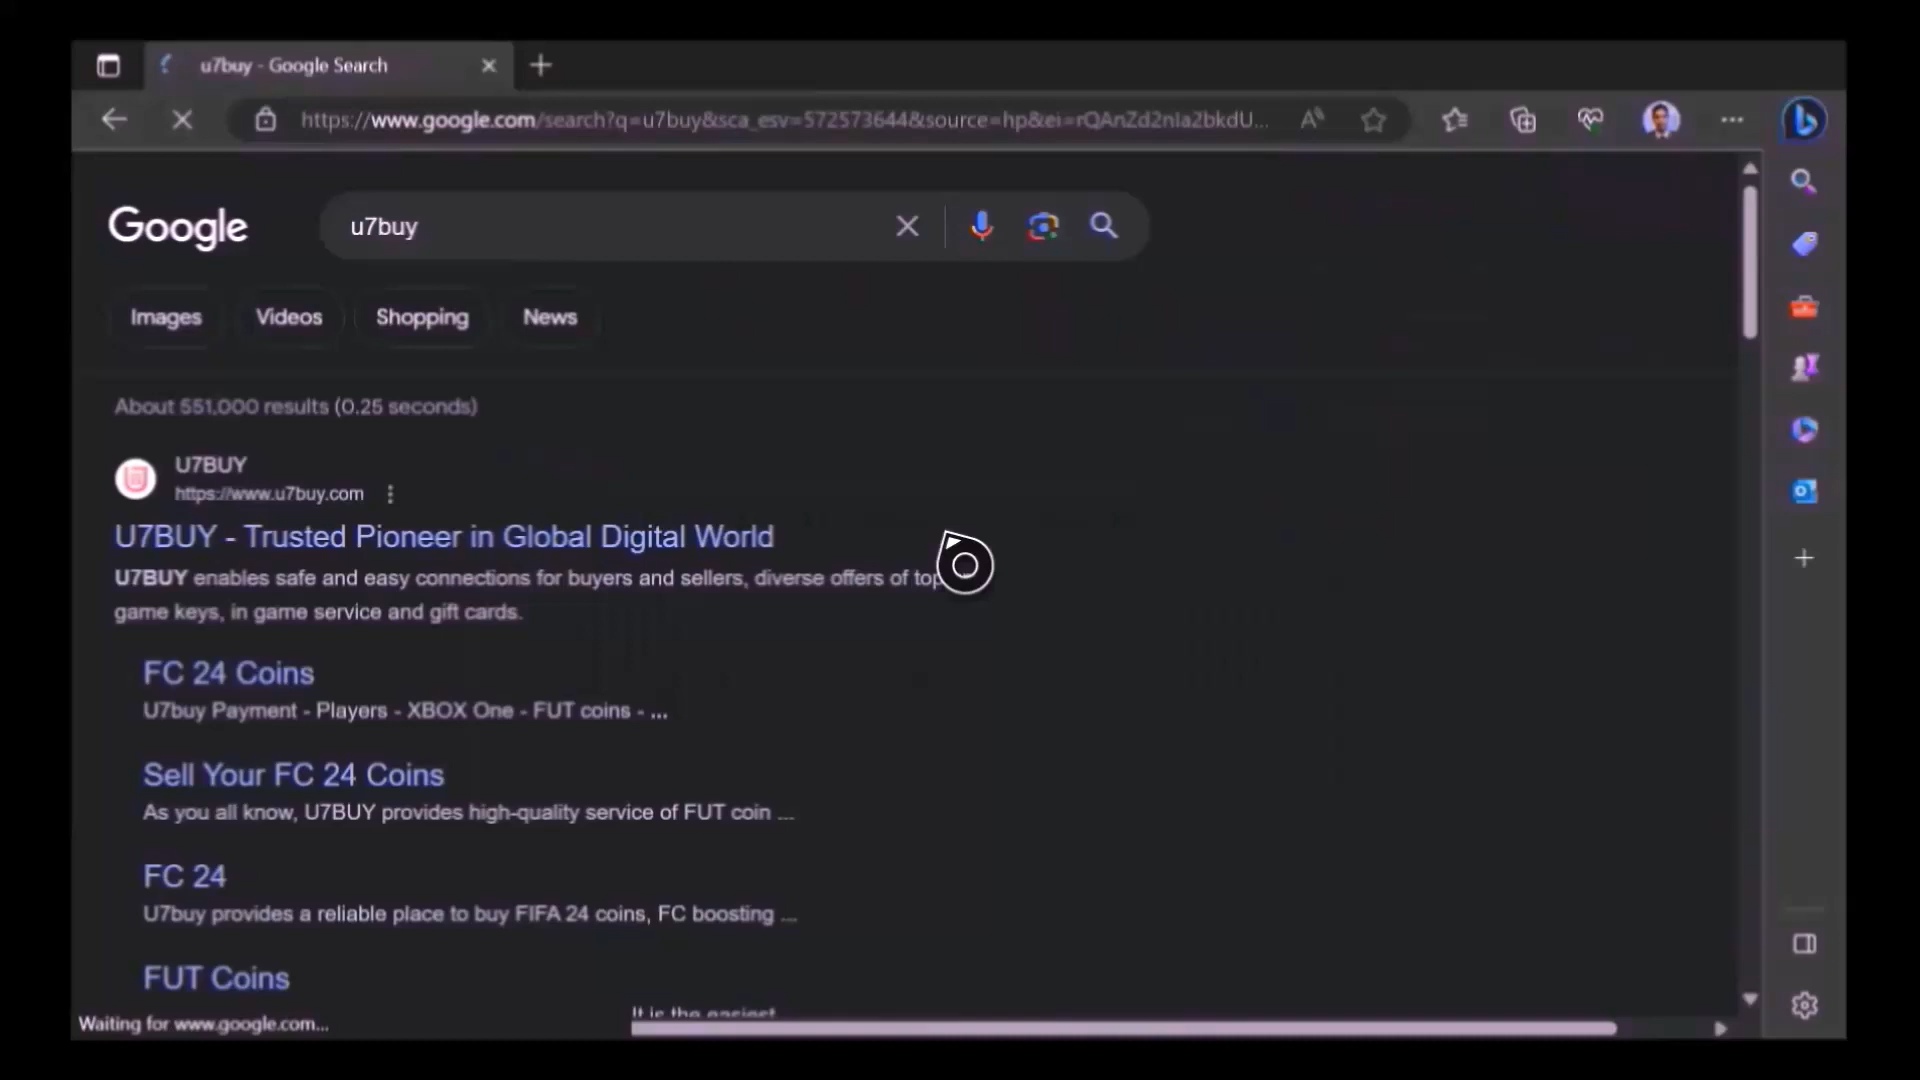 u7buy - Google Search
https://www.google.com/search?q=u7buy&sca_esv=572573644&source=hp&ei=rQAnZd2nIa2bkdU...
Google
u7buy
Images Videos Shopping News
About 551,000 results (0.25 seconds)
U7BUY
https://www.u7buy.com
U7BUY - Trusted Pioneer in Global Digital World
U7BUY enables safe and easy connections for buyers and sellers, diverse offers of top
game keys, in game service and gift cards.
FC 24 Coins
U7buy Payment - Players - XBOX One - FUT coins - ...
Sell Your FC 24 Coins
As you all know, U7BUY provides high-quality service of FUT coin ...
FC 24
U7buy provides a reliable place to buy FIFA 24 coins, FC boosting ...
FUT Coins
It is the easiest
Waiting for www.google.com...